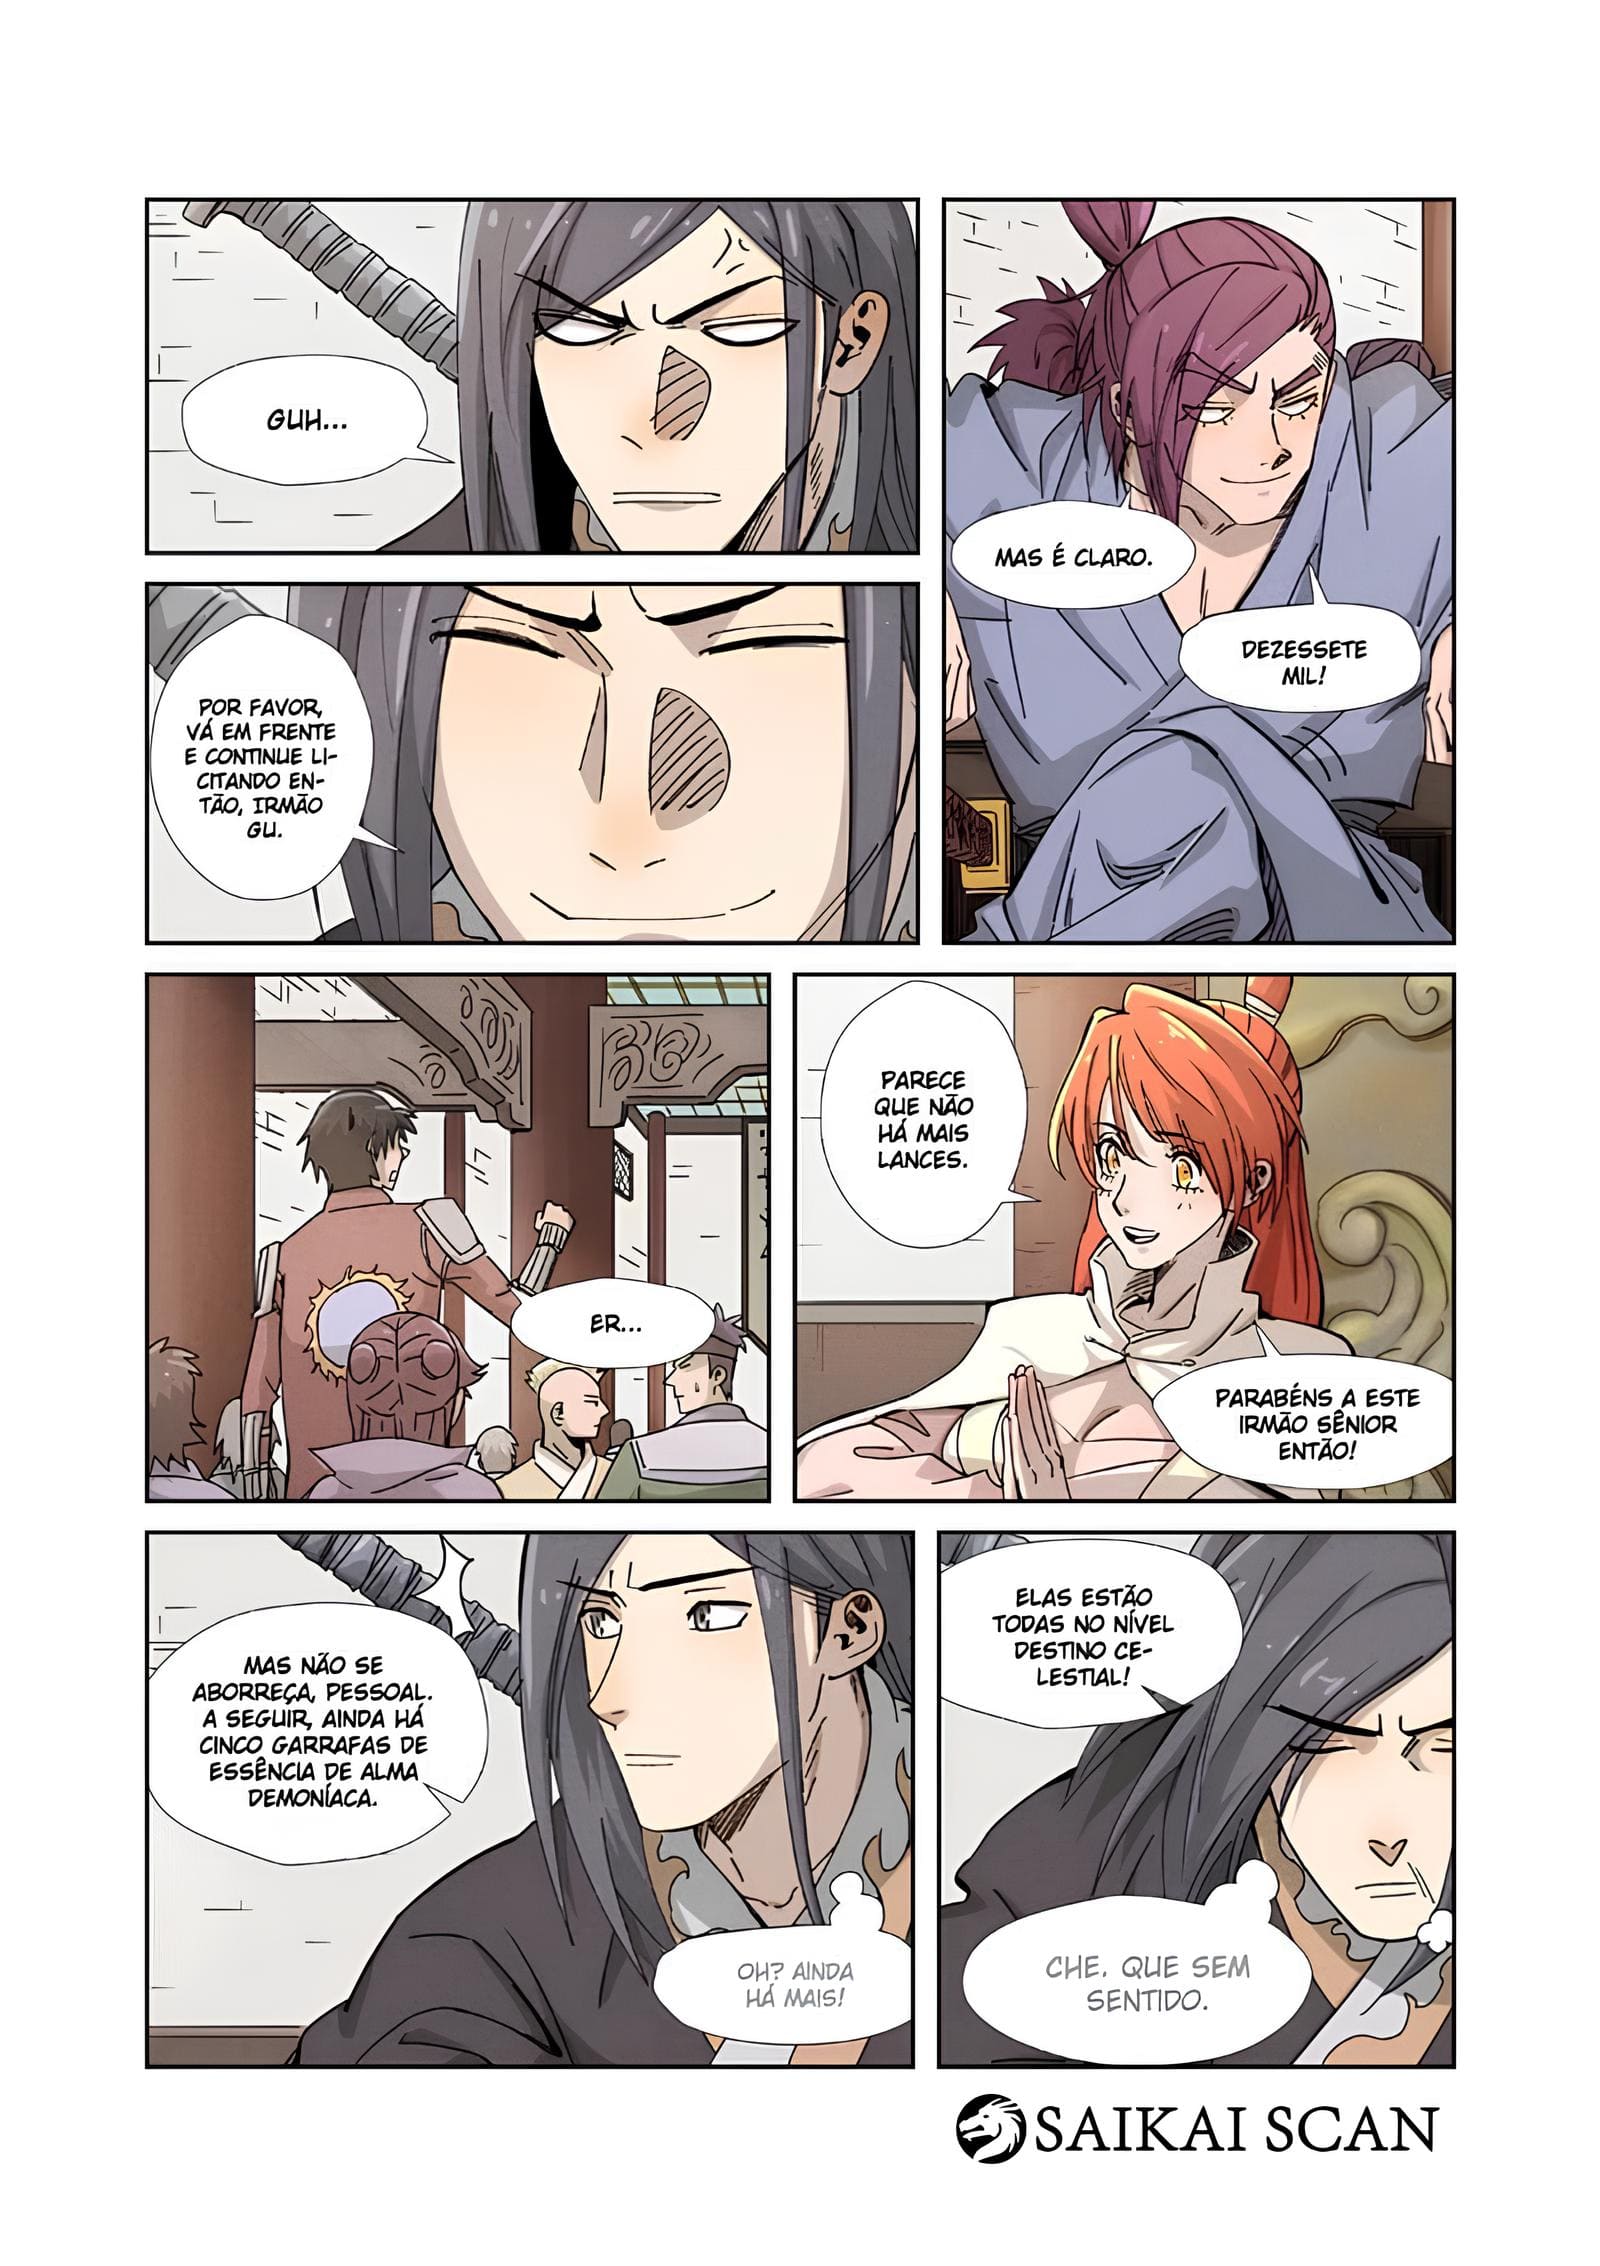 GUH...
POR FAVOR,
VÁ EM FRENTE
E CONTINUE LI-
CITANDO EN-
TÃO, IRMÃO
GU.
MAS É CLARO.
DEZESSETE
MIL!
ER...
PARECE
QUE NÃO
HÁ MAIS
LANCES.
PARABÉNS A ESTE
IRMÃO SÊNIOR
ENTÃO!
MAS NÃO SE
ABORREÇA, PESSOAL.
A SEGUIR, AINDA HÁ
CINCO GARRAFAS DE
ESSÊNCIA DE ALMA
DEMONÍACA.
OH? AINDA
HÁ MAIS!
ELAS ESTÃO
TODAS NO NÍVEL
DESTINO CE-
LESTIAL!
CHE. QUE SEM
SENTIDO.
SAIKAI SCAN